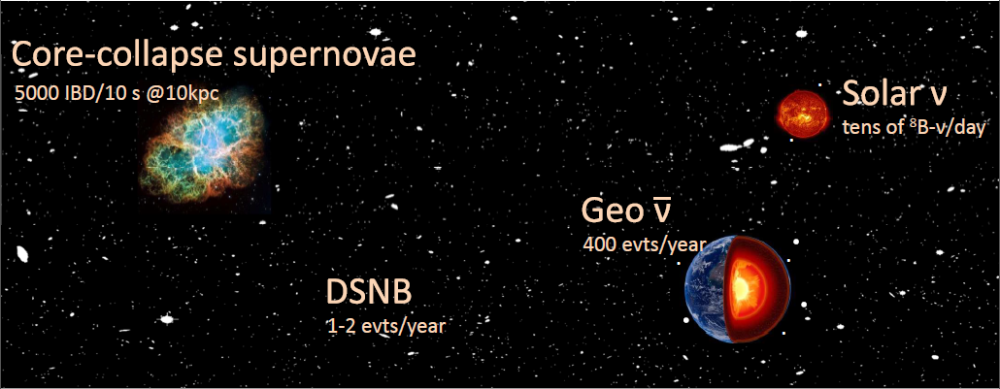 Core-collapse supernovae
5000 IBD/10 s @10kpc
Solar ν
tens of ⁸B-ν/day
Geo ν̅
400 evts/year
DSNB
1-2 evts/year